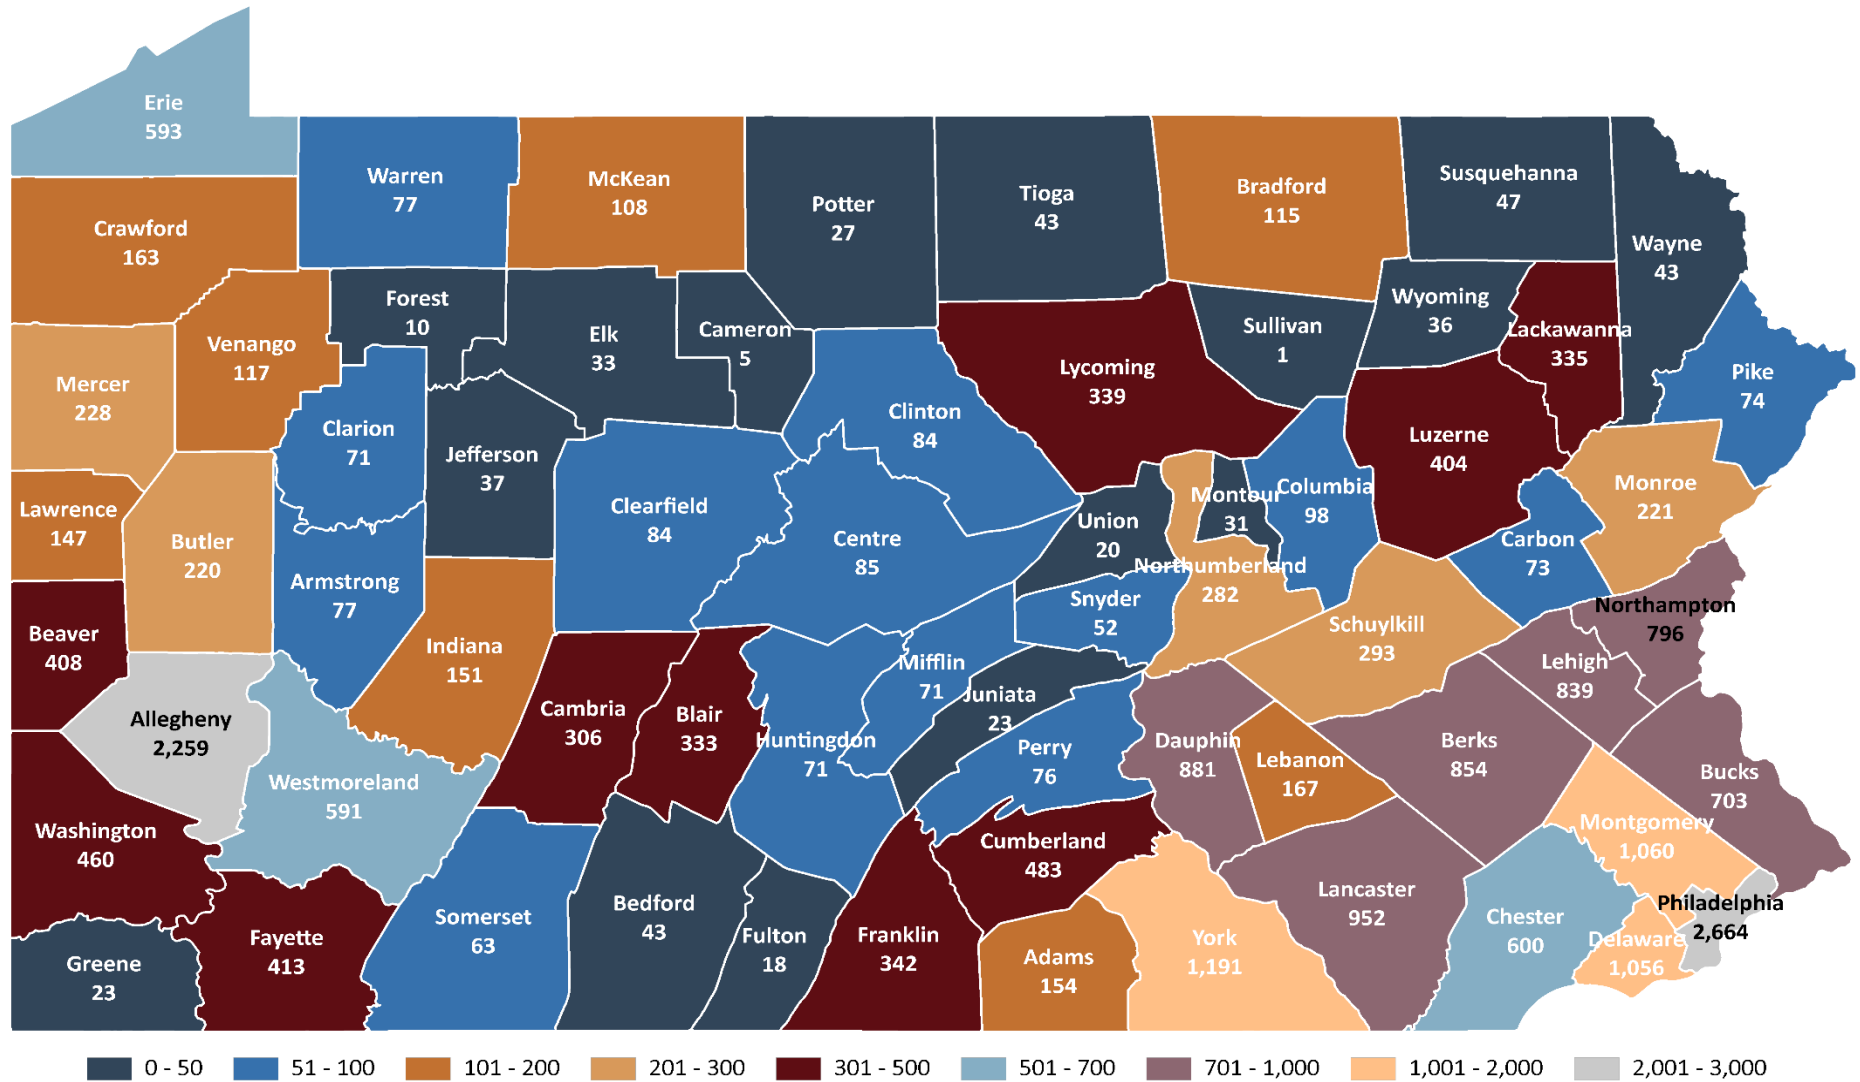 Erie
593
Warren
77
McKean
108
Potter
27
Tioga
43
Bradford
115
Susquehanna
47
Wayne
43
Crawford
163
Forest
10
Elk
33
Cameron
5
Sullivan
1
Wyoming
36
Lackawanna
335
Venango
117
Mercer
228
Lycoming
339
Pike
74
Clarion
71
Jefferson
37
Clinton
84
Luzerne
404
Lawrence
147
Butler
220
Clearfield
84
Centre
85
Union
20
Montour
31
Columbia
98
Monroe
221
Carbon
73
Armstrong
77
Northumberland
282
Snyder
52
Beaver
408
Indiana
151
Schuylkill
293
Northampton
796
Mifflin
71
Lehigh
839
Allegheny
2,259
Cambria
306
Blair
333
Juniata
23
Huntingdon
71
Perry
76
Dauphin
881
Lebanon
167
Berks
854
Bucks
703
Westmoreland
591
Washington
460
Cumberland
483
Montgomery
1,060
Lancaster
952
Philadelphia
2,664
Somerset
63
Bedford
43
Chester
600
Fayette
413
Fulton
18
Franklin
342
York
1,191
Delaware
1,056
Greene
23
Adams
154
0 - 50
51 - 100
101 - 200
201 - 300
301 - 500
501 - 700
701 - 1,000
1,001 - 2,000
2,001 - 3,000